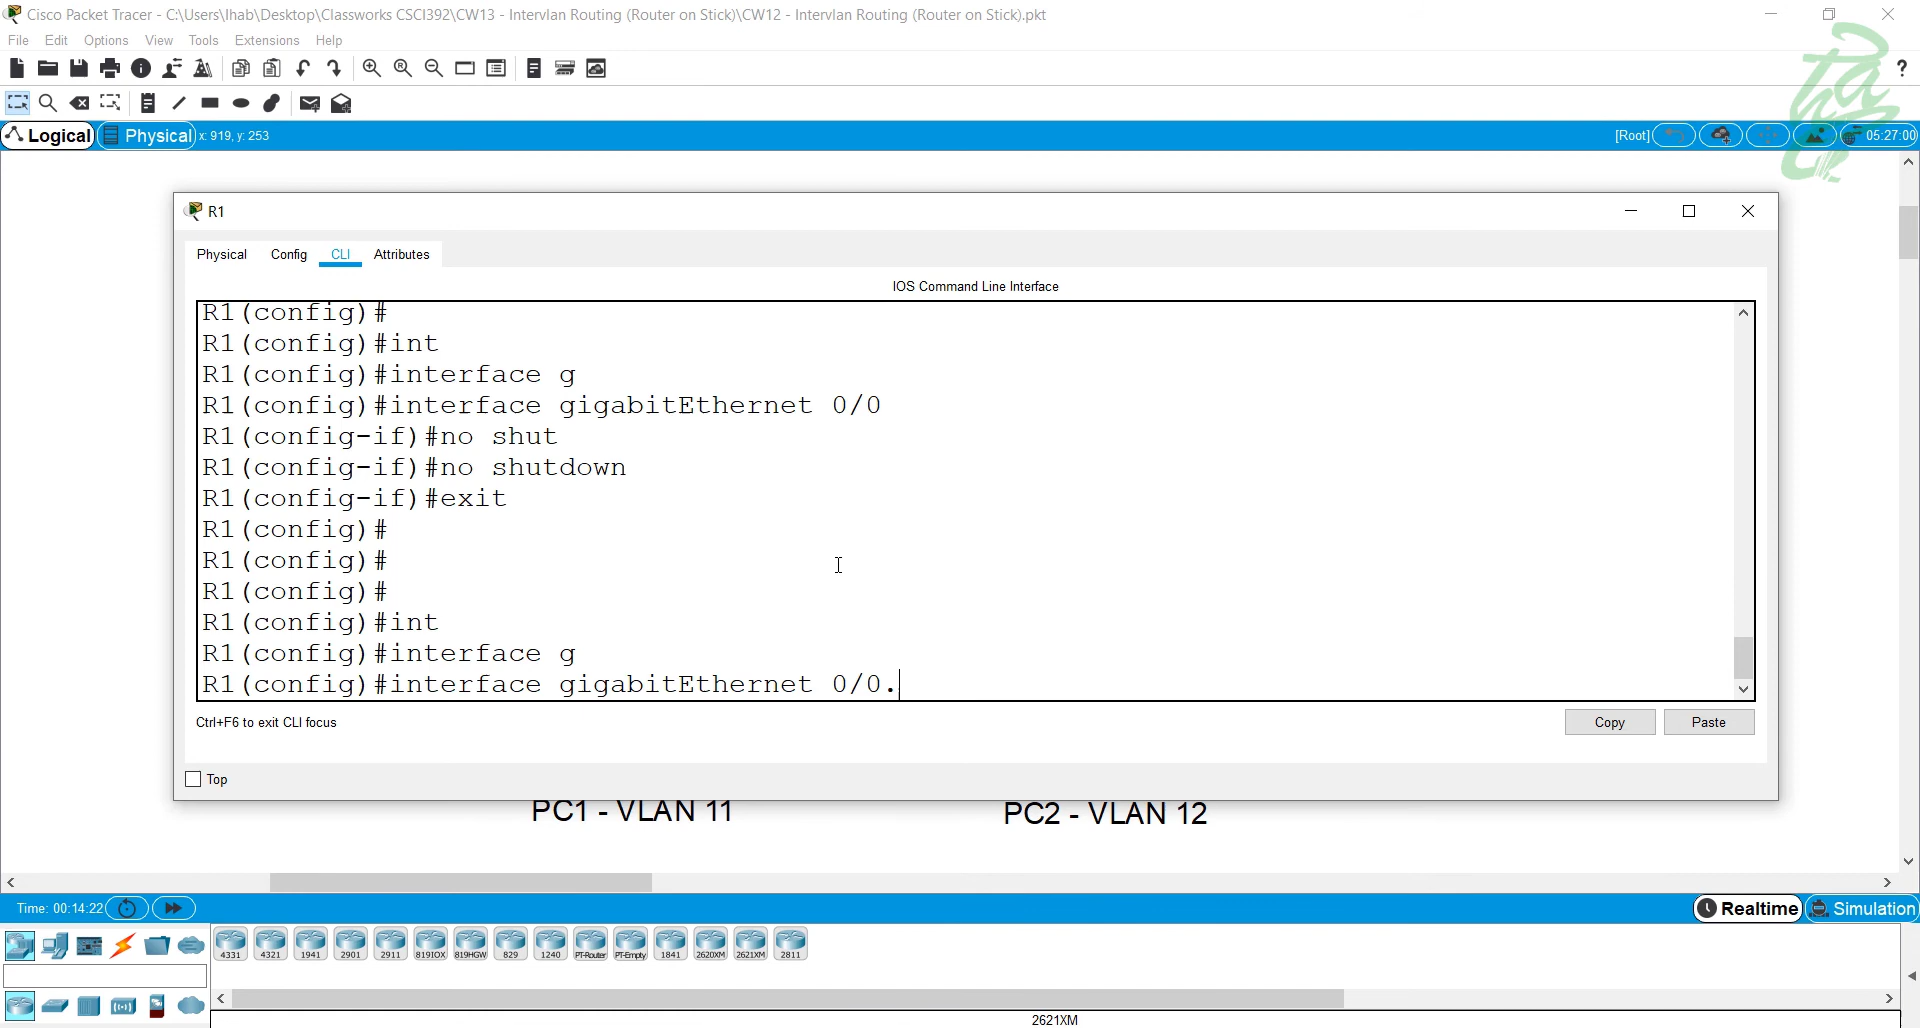 Cisco Packet Tracer - C:\Users\Ihab\Desktop\Classworks CSCI392\CW13 - Intervlan Routing (Router on Stick)\CW12 - Intervlan Routing (Router on Stick).pkt
File Edit Options View Tools Extensions Help
Logical Physical x: 919, y: 253 [Root] 05:27:00
R1
Physical Config CLI Attributes
IOS Command Line Interface
R1(config)#
R1(config)#int
R1(config)#interface g
R1(config)#interface gigabitEthernet 0/0
R1(config-if)#no shut
R1(config-if)#no shutdown
R1(config-if)#exit
R1(config)#
R1(config)#
R1(config)#
R1(config)#int
R1(config)#interface g
R1(config)#interface gigabitEthernet 0/0.
Ctrl+F6 to exit CLI focus Copy Paste
Top
PC1 - VLAN 11 PC2 - VLAN 12
Time: 00:14:22 Realtime Simulation
4331 4321 1941 2901 2911 819IOX 819HGW 829 1240 PT-Router PT-Empty 1841 2620XM 2621XM 2811
2621XM